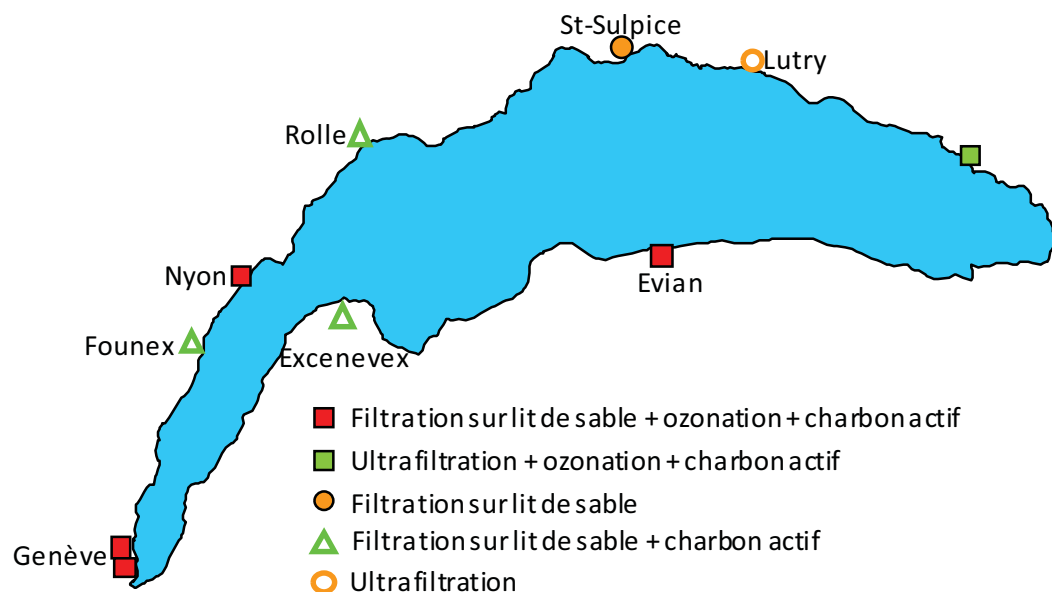 St-Sulpice
Lutry
Rolle
Nyon
Evian
Founex
Excenevex
Filtration sur lit de sable + ozonation + charbon actif
Ultrafiltration + ozonation + charbon actif
Filtration sur lit de sable
Filtration sur lit de sable + charbon actif
Genève
Ultrafiltration